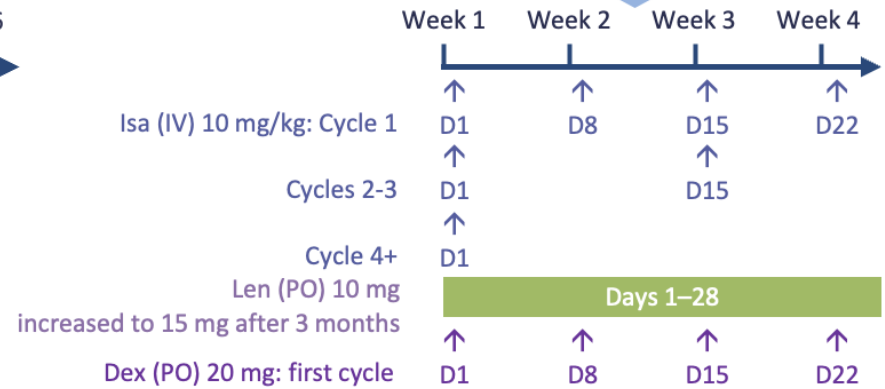 Week 1 Week 2 Week 3 Week 4
Isa (IV) 10 mg/kg: Cycle 1 D1 D8 D15 D22
Cycles 2-3 D1 D15
Cycle 4+ D1
Len (PO) 10 mg
increased to 15 mg after 3 months
Days 1–28
Dex (PO) 20 mg: first cycle D1 D8 D15 D22